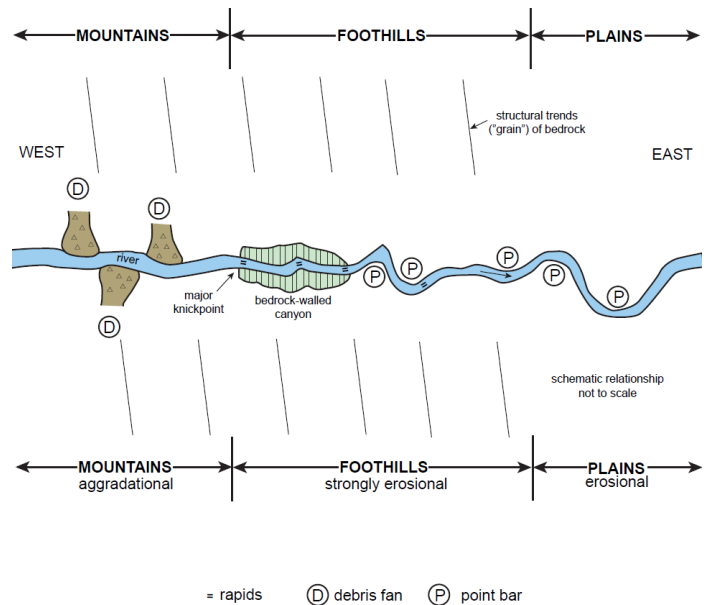 MOUNTAINS FOOTHILLS PLAINS
structural trends
("grain") of bedrock
WEST EAST
D D
river
P P P P
P
major
knickpoint
bedrock-walled
canyon
D
schematic relationship
not to scale
MOUNTAINS FOOTHILLS PLAINS
aggradational strongly erosional erosional
= rapids D debris fan P point bar